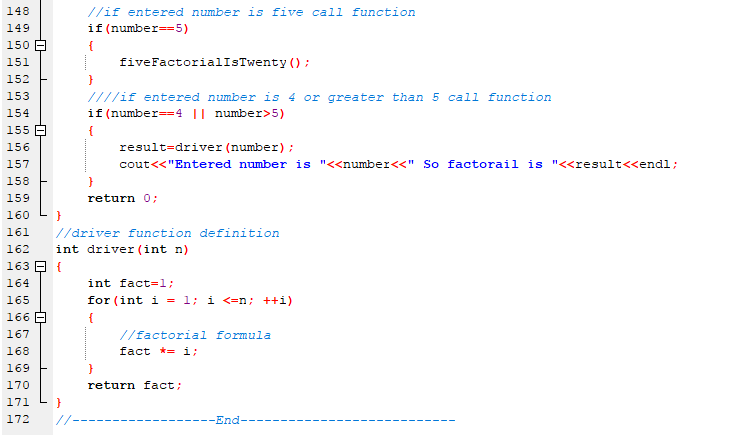 148 //if entered number is five call function
149 if(number==5)
150 {
151 fiveFactorialIsTwenty();
152 }
153 ////if entered number is 4 or greater than 5 call function
154 if(number==4 || number>5)
155 {
156 result=driver(number);
157 cout<<"Entered number is "<<number<<" So factorail is "<<result<<endl;
158 }
159 return 0;
160 }
161 //driver function definition
162 int driver(int n)
163 {
164 int fact=1;
165 for(int i = 1; i <=n; ++i)
166 {
167 //factorial formula
168 fact *= i;
169 }
170 return fact;
171 }
172 //------------------End---------------------------